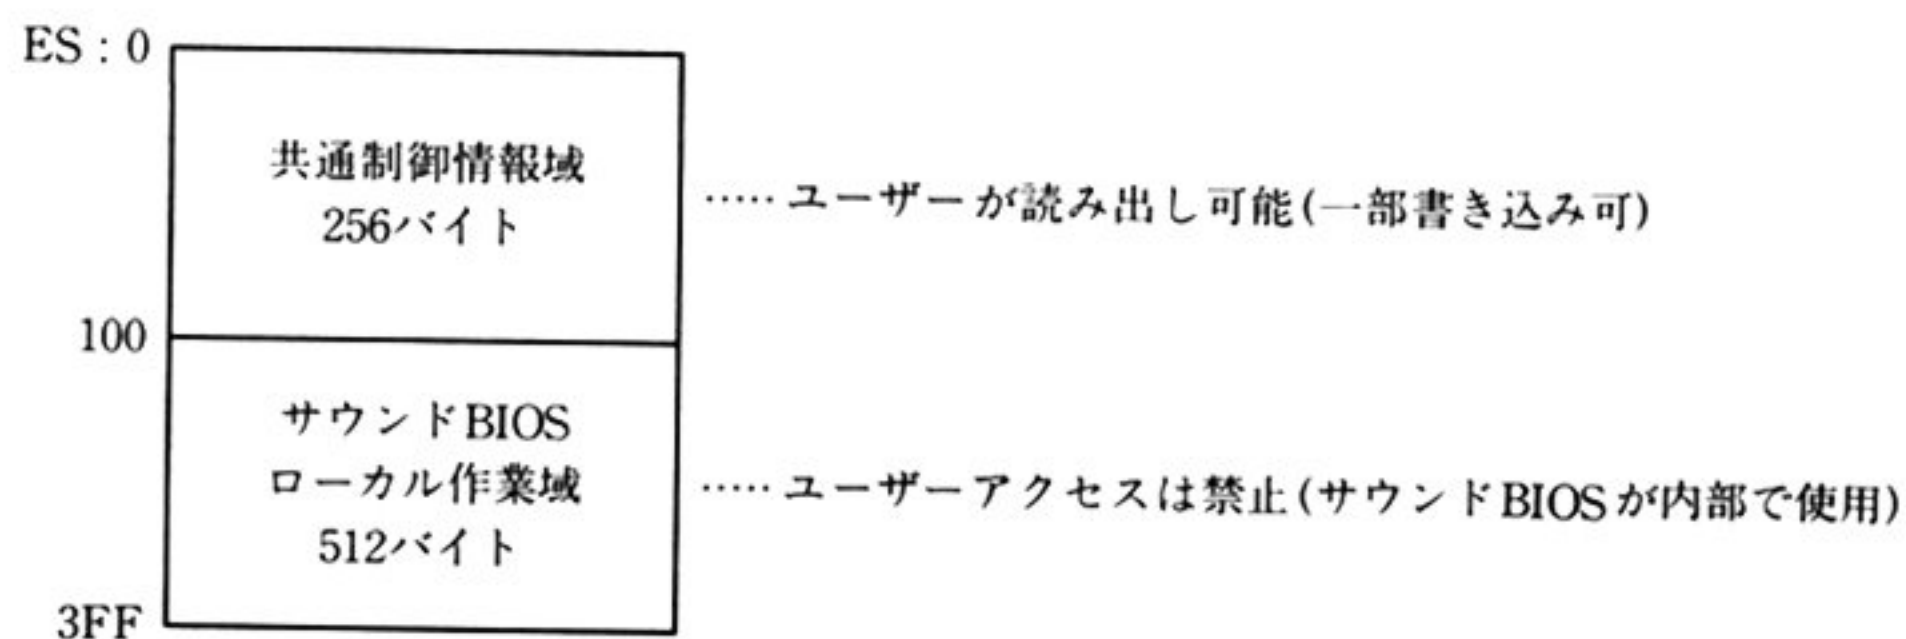 ES : 0
共通制御情報域
256バイト
‥‥‥ユーザーが読み出し可能(一部書き込み可)
100
サウンドBIOS
ローカル作業域
512バイト
‥‥‥ユーザーアクセスは禁止(サウンドBIOSが内部で使用)
3FF